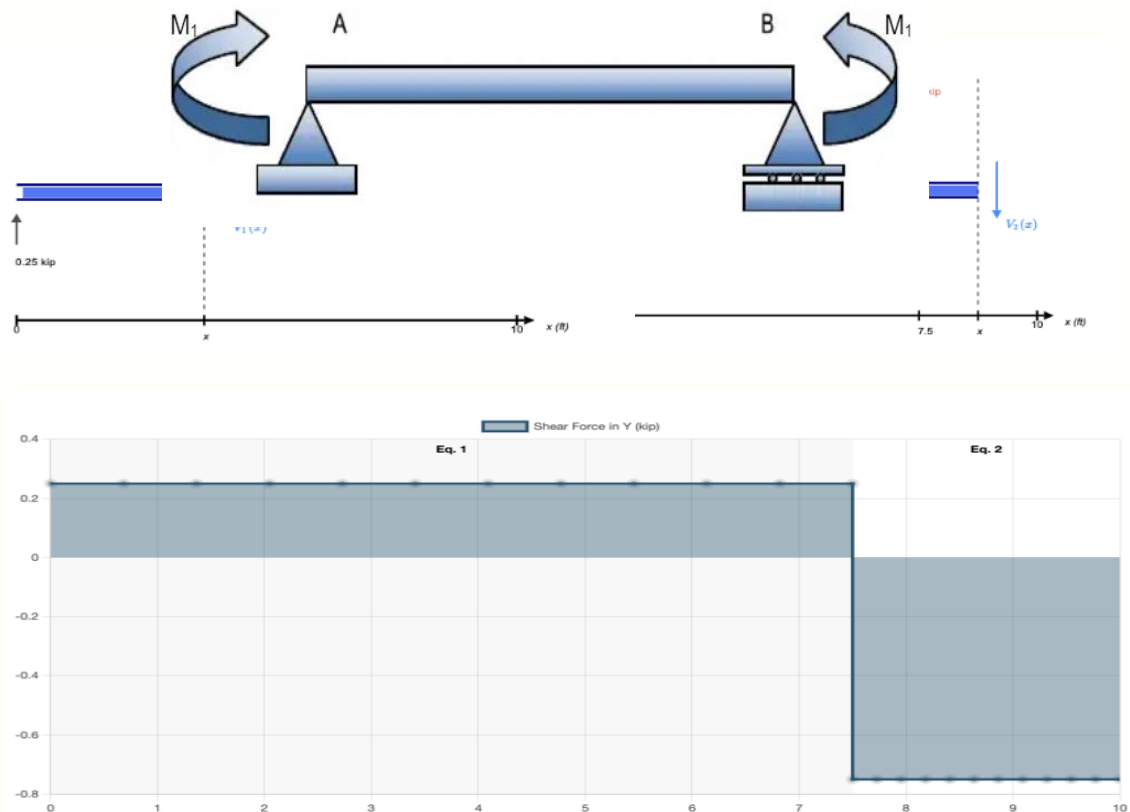 M₁ A B M₁
kip
V₁(x)
V₂(x)
0.25 kip
0 x 10 x (ft)
7.5 x 10 x (ft)
Shear Force in Y (kip)
Eq. 1 Eq. 2
0.4
0.2
0
-0.2
-0.4
-0.6
-0.8
0 1 2 3 4 5 6 7 8 9 10